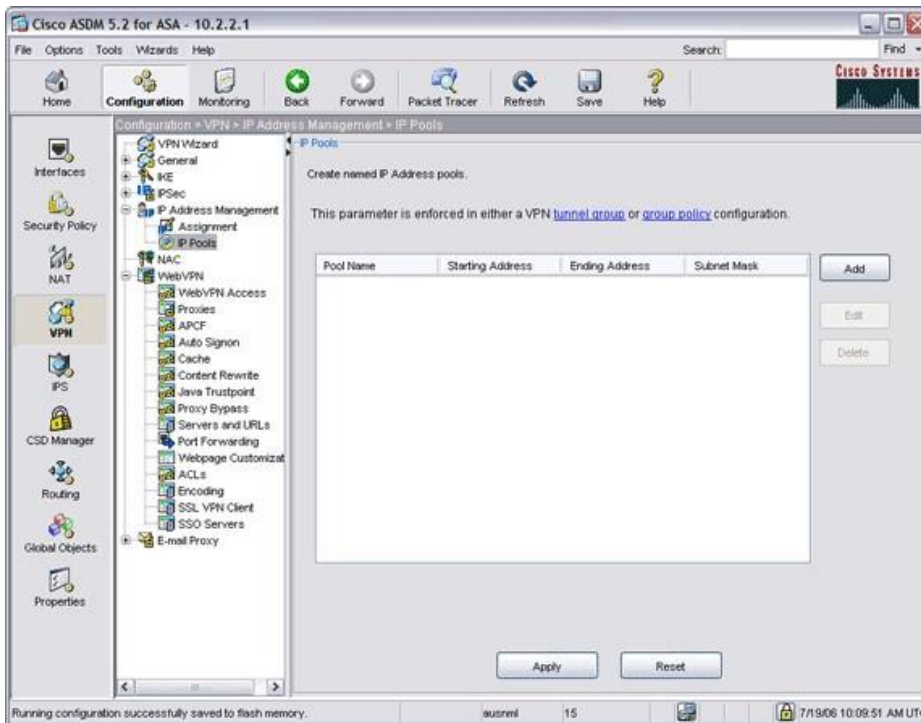 Cisco ASDM 5.2 for ASA - 10.2.2.1
File Options Tools Wizards Help Search: Find
Home Configuration Monitoring Back Forward Packet Tracer Refresh Save Help
Cisco Systems
Configuration > VPN > IP Address Management > IP Pools
Interfaces
Security Policy
NAT
VPN
IPS
CSD Manager
Routing
Global Objects
Properties
VPN Wizard
General
IKE
IPSec
IP Address Management
Assignment
IP Pools
NAC
WebVPN
WebVPN Access
Proxies
APCF
Auto Signon
Cache
Content Rewrite
Java Trustpoint
Proxy Bypass
Servers and URLs
Port Forwarding
Webpage Customizat
ACLs
Encoding
SSL VPN Client
SSO Servers
E-mail Proxy
IP Pools
Create named IP Address pools.
This parameter is enforced in either a VPN tunnel group or group policy configuration.
Pool Name Starting Address Ending Address Subnet Mask
Add
Edit
Delete
Apply Reset
Running configuration successfully saved to flash memory. ausnml 15 7/19/06 10:09:51 AM UT